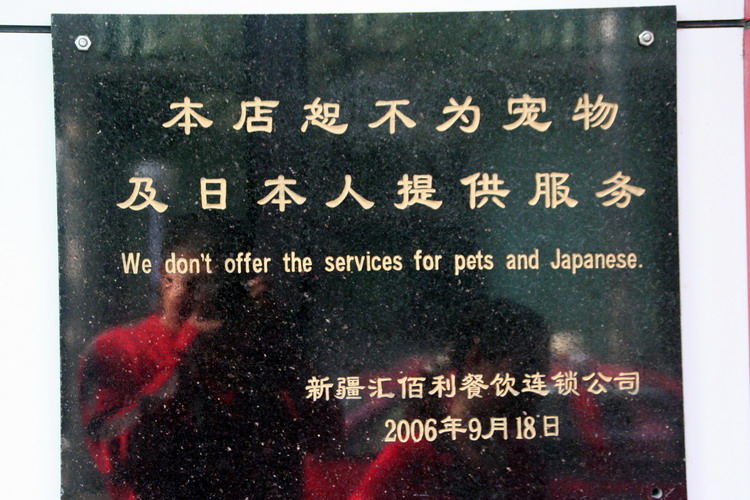 本店恕不为宠物
及日本人提供服务
We don't offer the services for pets and Japanese.
新疆汇佰利餐饮连锁公司
2006年9月18日